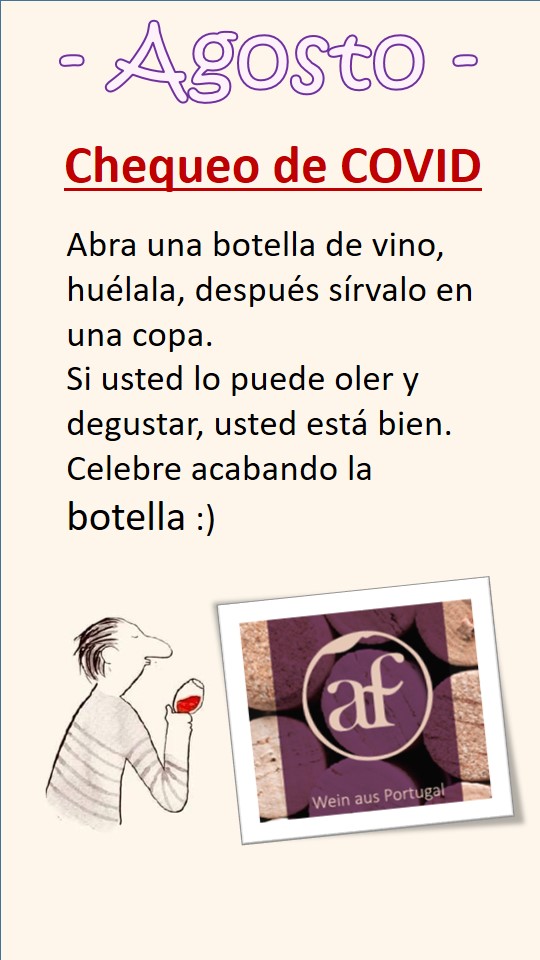 - Agosto -
Chequeo de COVID
Abra una botella de vino,
huélala, después sírvalo en
una copa.
Si usted lo puede oler y
degustar, usted está bien.
Celebre acabando la
botella :)
af
Wein aus Portugal